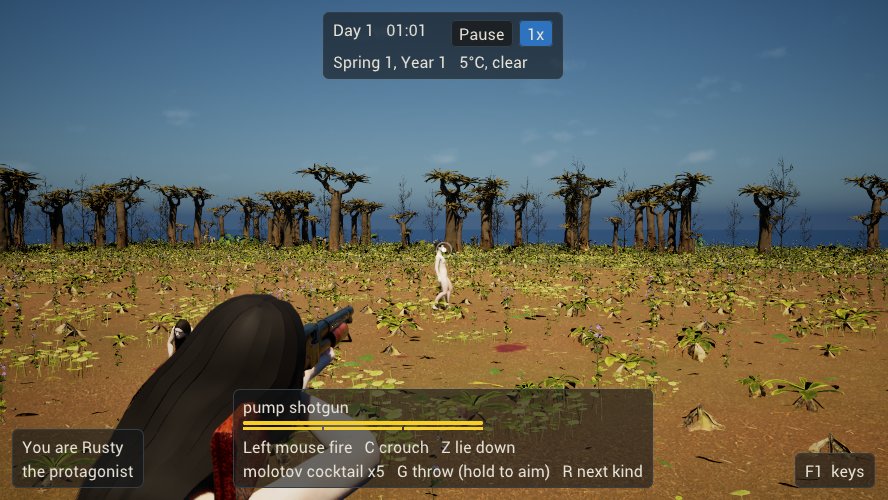 Day 1 01:01 Pause 1x
Spring 1, Year 1 5°C, clear
pump shotgun
Left mouse fire C crouch Z lie down
molotov cocktail x5 G throw (hold to aim) R next kind
You are Rusty
the protagonist
F1 keys